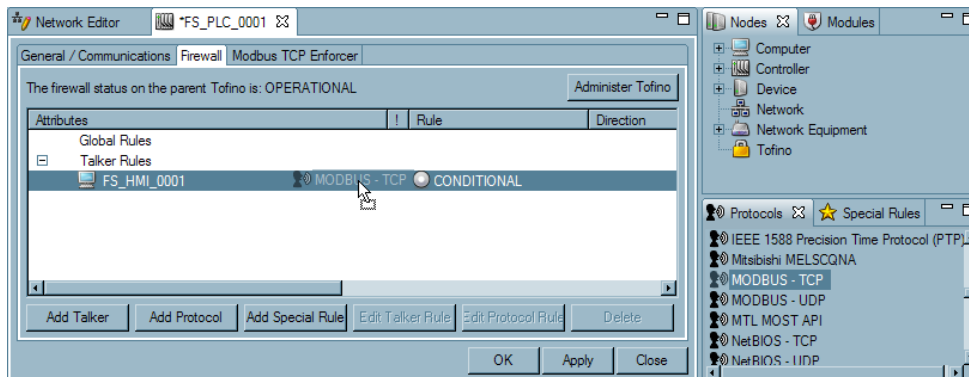 Network Editor
*FS_PLC_0001
General / Communications
Firewall
Modbus TCP Enforcer
The firewall status on the parent Tofino is: OPERATIONAL
Administer Tofino
Attributes
!
Rule
Direction
Global Rules
Talker Rules
FS_HMI_0001
MODBUS - TCP
CONDITIONAL
Add Talker
Add Protocol
Add Special Rule
Edit Talker Rule
Edit Protocol Rule
Delete
OK
Apply
Close
Nodes
Modules
Computer
Controller
Device
Network
Network Equipment
Tofino
Protocols
Special Rules
IEEE 1588 Precision Time Protocol (PTP)
Mitsibishi MELSCQNA
MODBUS - TCP
MODBUS - UDP
MTL MOST API
NetBIOS - TCP
NetBIOS - UDP